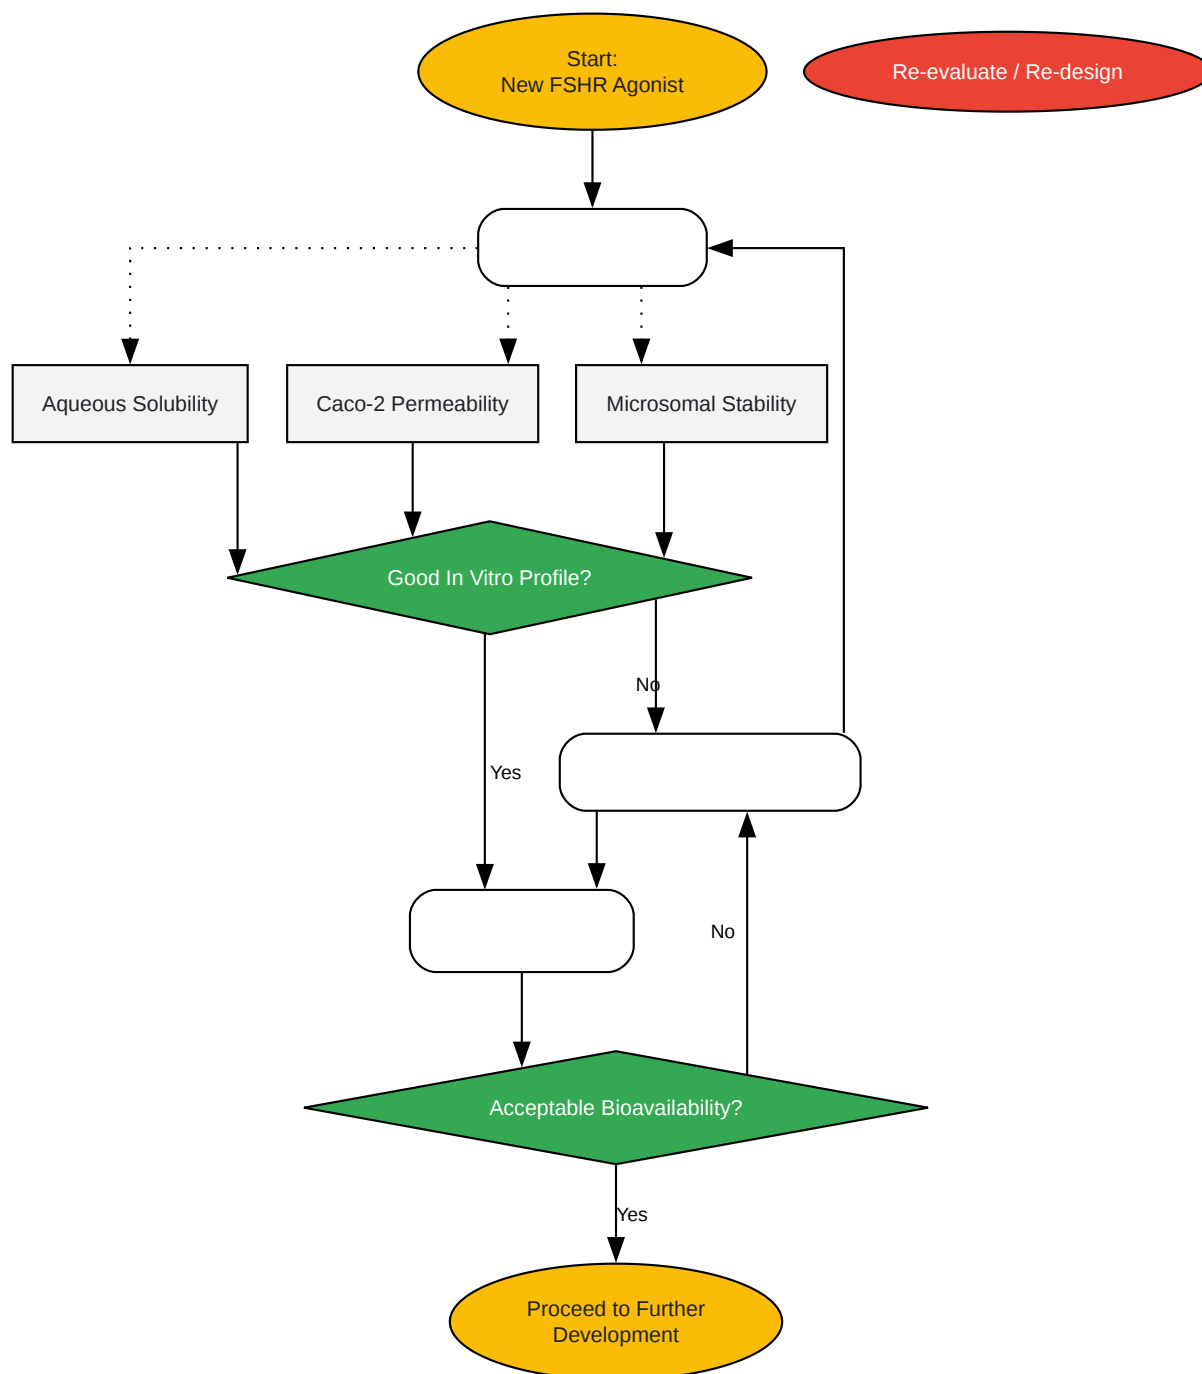 Start:
New FSHR Agonist
Re-evaluate / Re-design
Aqueous Solubility
Caco-2 Permeability
Microsomal Stability
Good In Vitro Profile?
No
Yes
No
Acceptable Bioavailability?
Yes
Proceed to Further
Development